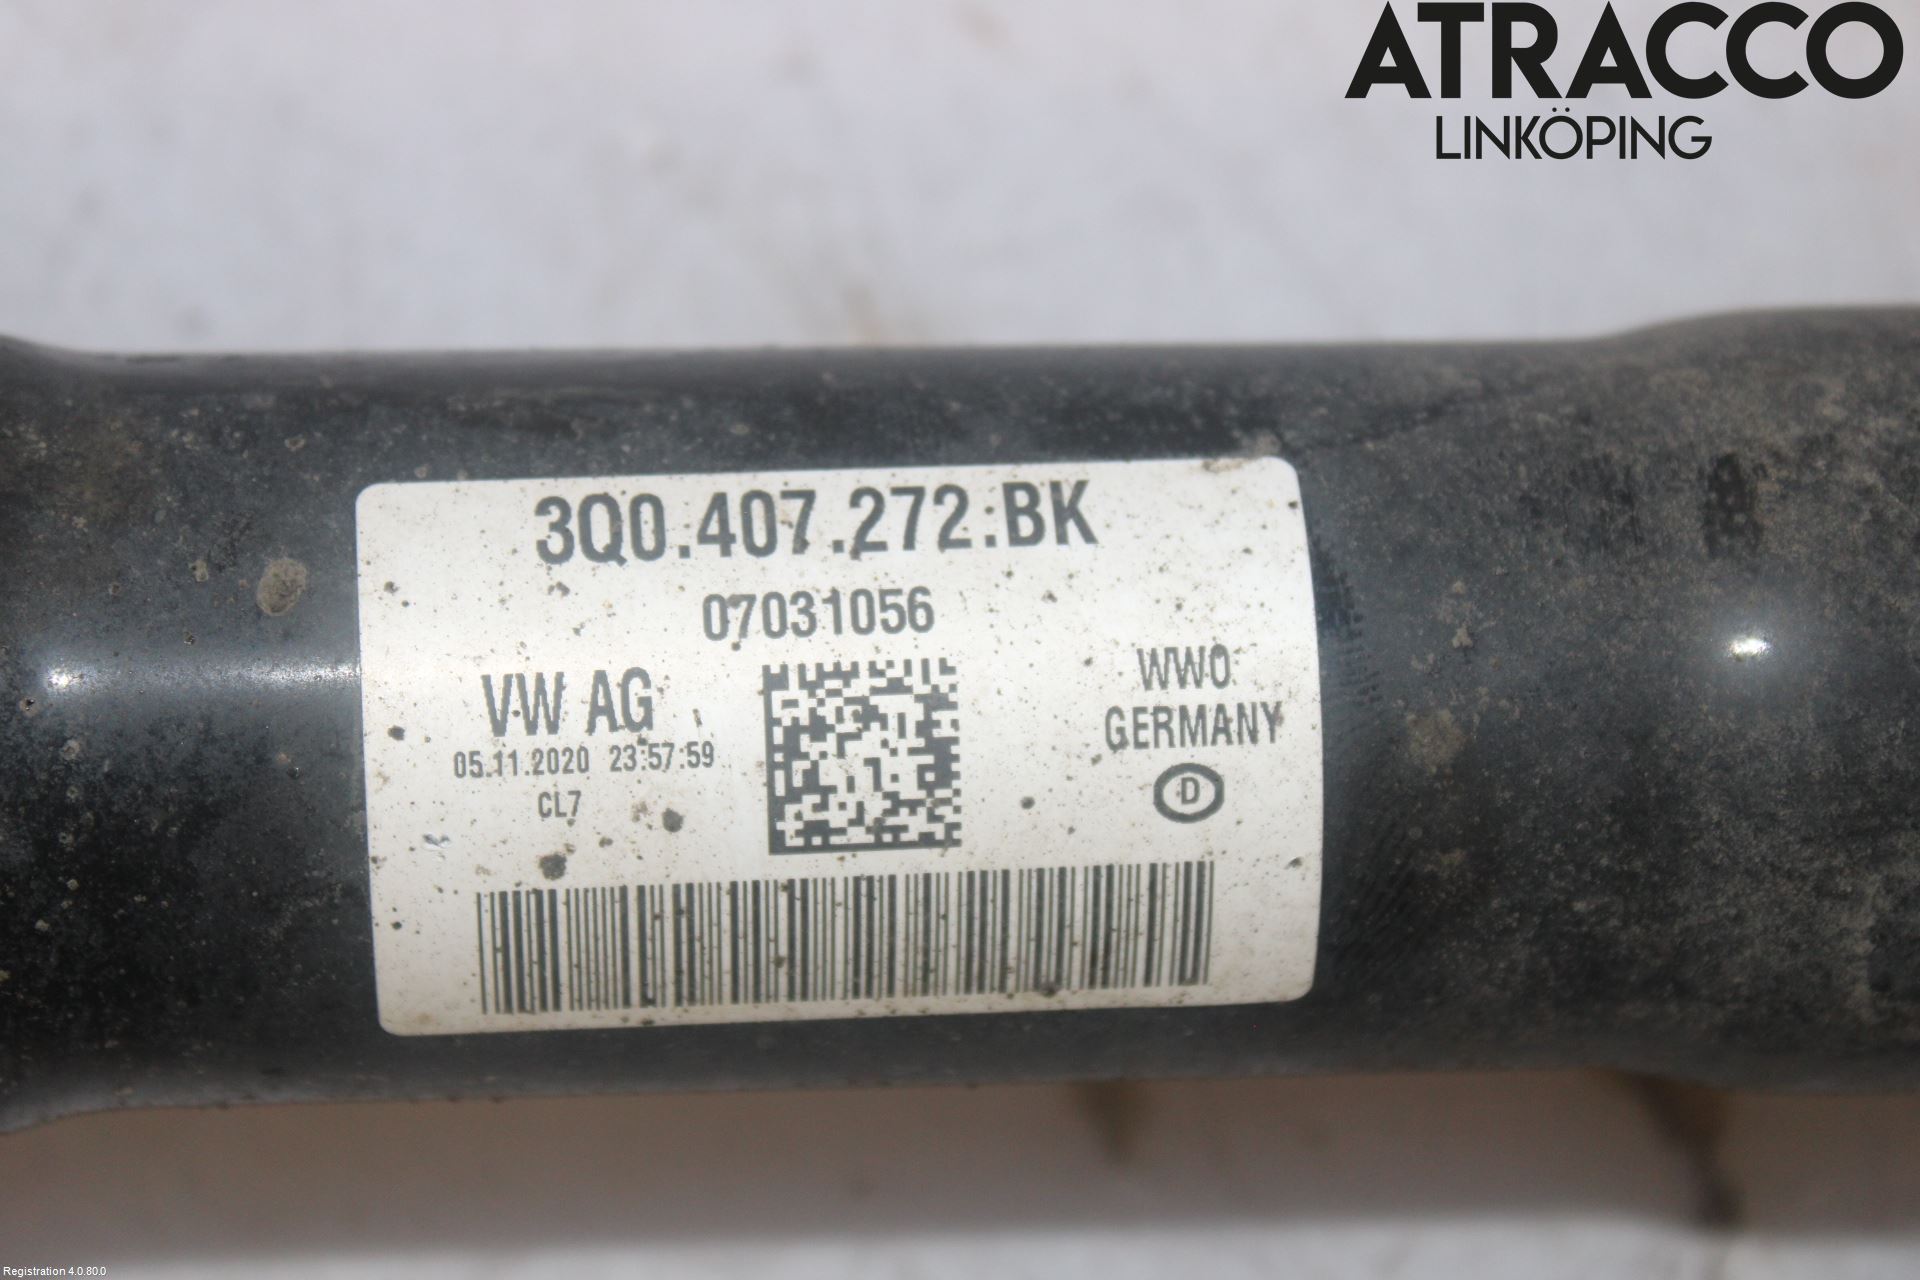 ATRACCO
LINKÖPING
3Q0.407.272.BK
07031056
VW AG
05.11.2020 23:57:59
CL7
WWO
GERMANY
D
Registration 4.0.80.0